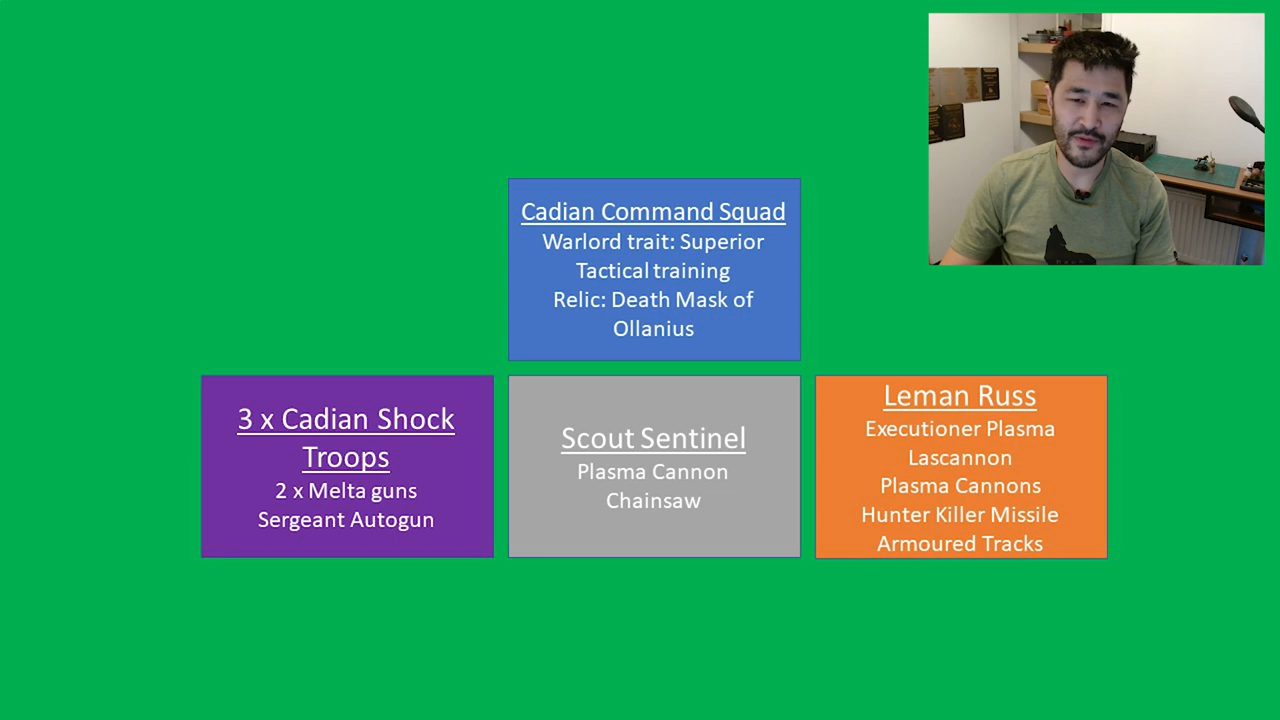 Cadian Command Squad
Warlord trait: Superior
Tactical training
Relic: Death Mask of
Ollanius
3 x Cadian Shock
Troops
2 x Melta guns
Sergeant Autogun
Scout Sentinel
Plasma Cannon
Chainsaw
Leman Russ
Executioner Plasma
Lascannon
Plasma Cannons
Hunter Killer Missile
Armoured Tracks